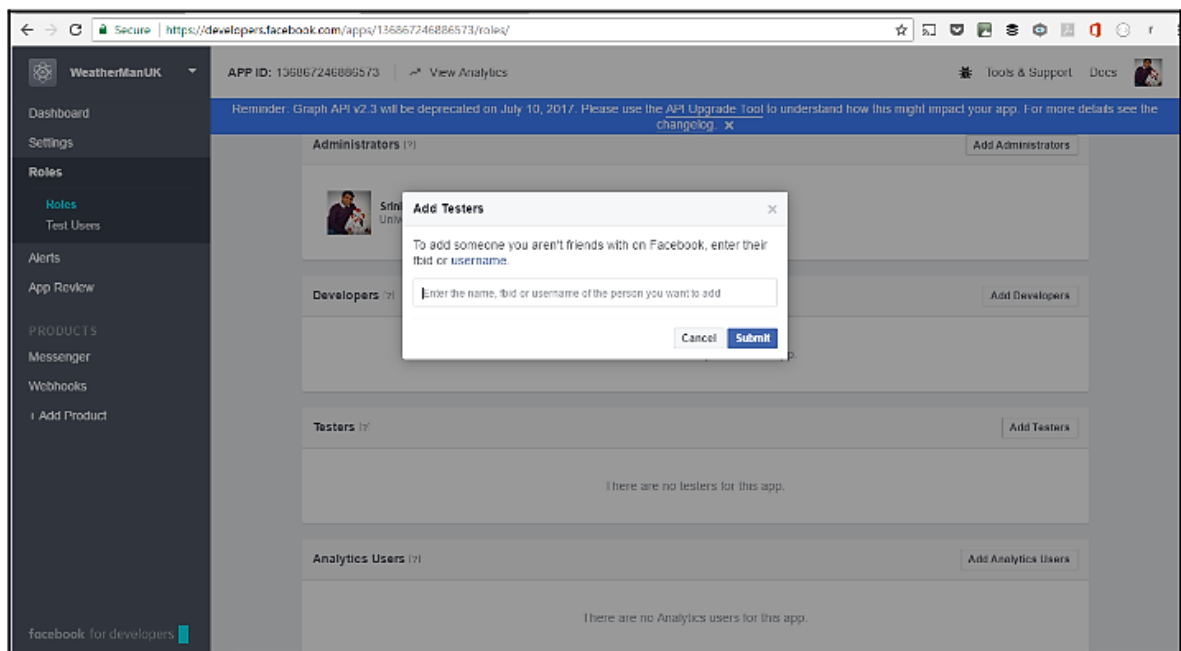 Secure | https://developers.facebook.com/apps/136867246886573/roles/
WeatherManUK
APP ID: 136867246886573
View Analytics
Tools & Support
Docs
Reminder: Graph API v2.3 will be deprecated on July 10, 2017. Please use the API Upgrade Tool to understand how this might impact your app. For more details see the
changelog. ×
Dashboard
Settings
Roles
Roles
Test Users
Alerts
App Review
PRODUCTS
Messenger
Webhooks
+ Add Product
facebook for developers
Administrators [?]
Add Administrators
Add Testers
×
To add someone you aren't friends with on Facebook, enter their
fbid or username.
Enter the name, fbid or username of the person you want to add
Cancel
Submit
Developers [?]
Add Developers
Testers [?]
Add Testers
There are no testers for this app.
Analytics Users [?]
Add Analytics Users
There are no Analytics users for this app.